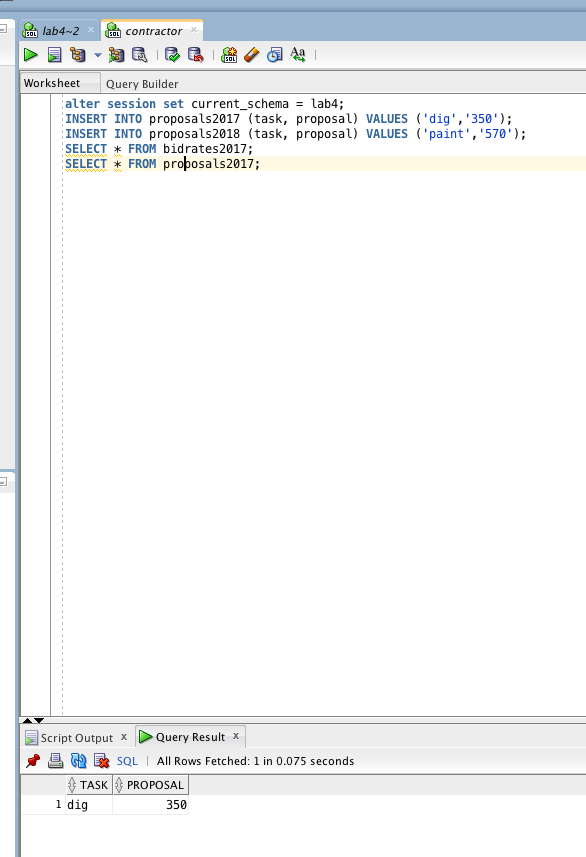 lab4~2 × contractor ×
Worksheet Query Builder
alter session set current_schema = lab4;
INSERT INTO proposals2017 (task, proposal) VALUES ('dig','350');
INSERT INTO proposals2018 (task, proposal) VALUES ('paint','570');
SELECT * FROM bidrates2017;
SELECT * FROM proposals2017;
Script Output × Query Result ×
SQL | All Rows Fetched: 1 in 0.075 seconds
TASK PROPOSAL
1 dig 350